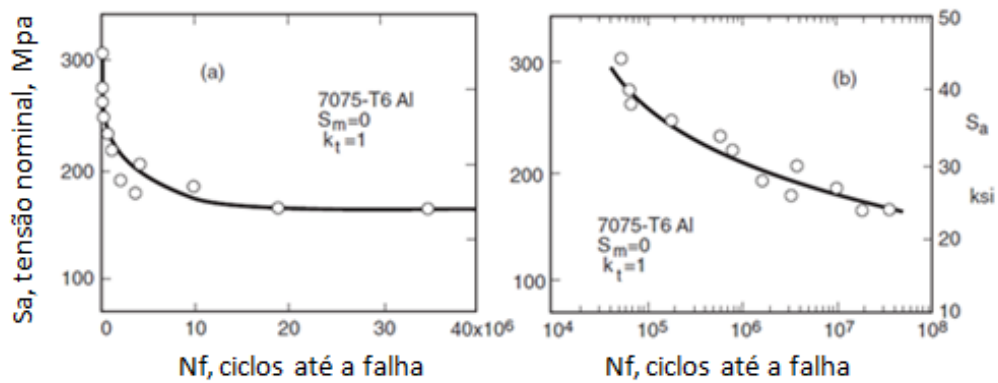 Sa, tensão nominal, Mpa
300
200
100
(a)
7075-T6 Al
Sm=0
kt=1
0 10 20 30 40x10⁶
Nf, ciclos até a falha
300
200
100
(b)
7075-T6 Al
Sm=0
kt=1
50
40
Sa
30
ksi
20
10
10⁴ 10⁵ 10⁶ 10⁷ 10⁸
Nf, ciclos até a falha